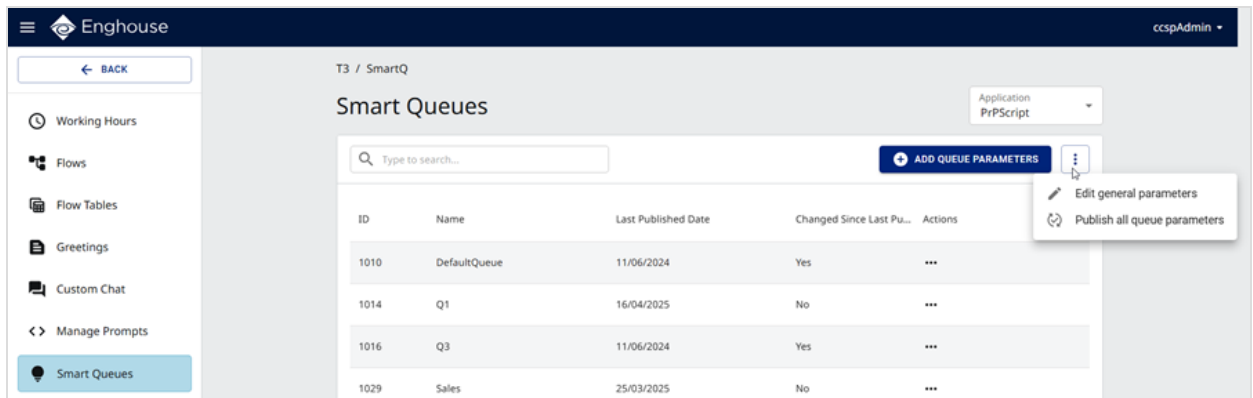 Enghouse
ccspAdmin
BACK
Working Hours
Flows
Flow Tables
Greetings
Custom Chat
Manage Prompts
Smart Queues
T3 / SmartQ
Smart Queues
Application
PrPScript
Type to search...
ADD QUEUE PARAMETERS
Edit general parameters
Publish all queue parameters
ID Name Last Published Date Changed Since Last Pu... Actions
1010 DefaultQueue 11/06/2024 Yes
1014 Q1 16/04/2025 No
1016 Q3 11/06/2024 Yes
1029 Sales 25/03/2025 No